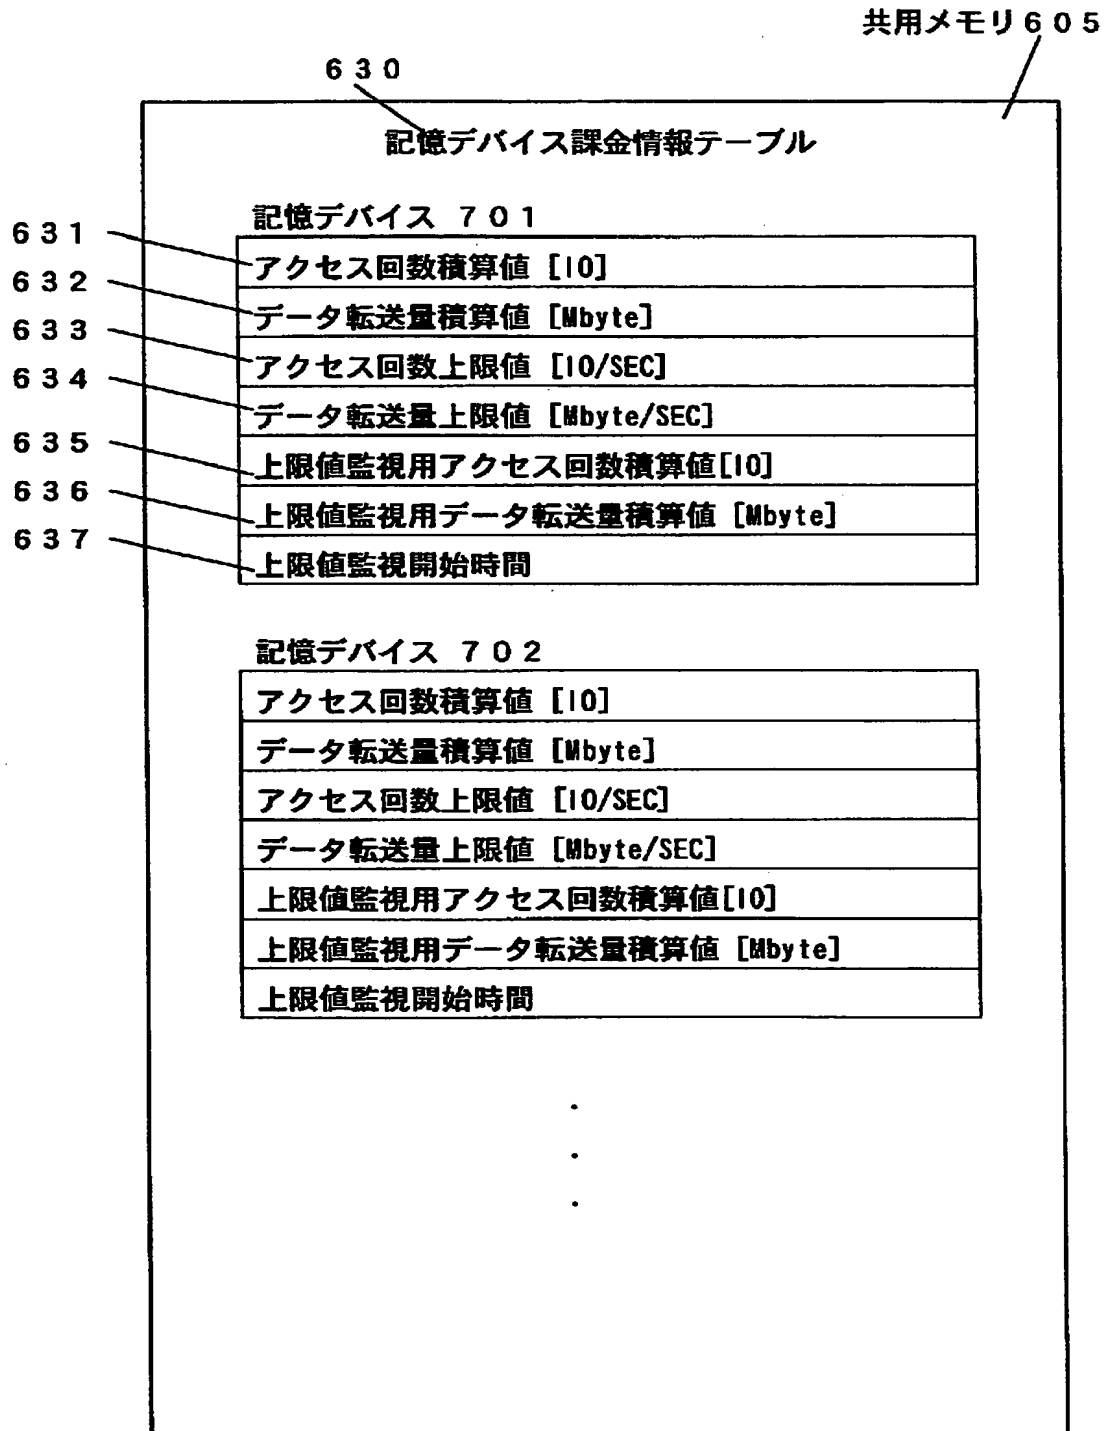 共用メモリ605
630
記憶デバイス課金情報テーブル
記憶デバイス 701
631
アクセス回数積算値 [IO]
632
データ転送量積算値 [Mbyte]
633
アクセス回数上限値 [IO/SEC]
634
データ転送量上限値 [Mbyte/SEC]
635
上限値監視用アクセス回数積算値[IO]
636
上限値監視用データ転送量積算値 [Mbyte]
637
上限値監視開始時間
記憶デバイス 702
アクセス回数積算値 [IO]
データ転送量積算値 [Mbyte]
アクセス回数上限値 [IO/SEC]
データ転送量上限値 [Mbyte/SEC]
上限値監視用アクセス回数積算値[IO]
上限値監視用データ転送量積算値 [Mbyte]
上限値監視開始時間